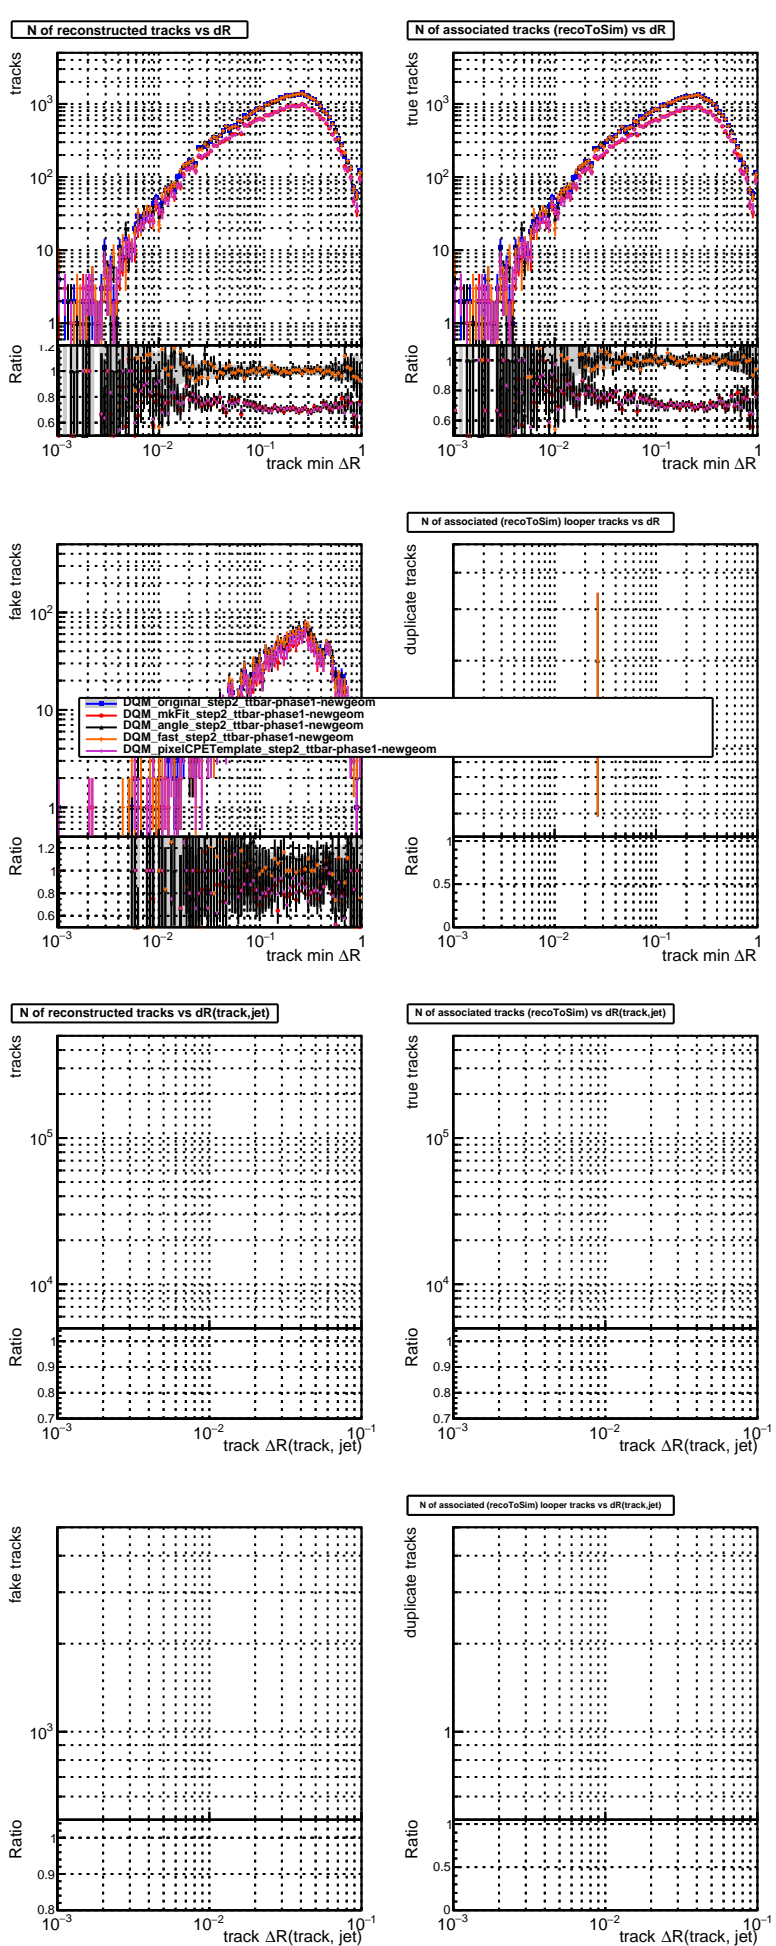 N of reconstructed tracks vs dR
tracks
10³
10²
10
1
Ratio
1.2
1
0.8
0.6
10⁻³
10⁻²
10⁻¹
1
track min ΔR
N of associated tracks (recoToSim) vs dR
true tracks
10³
10²
10
1
Ratio
1
0.8
0.6
10⁻³
10⁻²
10⁻¹
1
track min ΔR
fake tracks
10²
10
1
Ratio
1.2
1
0.8
0.6
10⁻³
10⁻²
10⁻¹
1
track min ΔR
N of associated (recoToSim) looper tracks vs dR
duplicate tracks
Ratio
1
0.5
0
10⁻³
10⁻²
10⁻¹
1
track min ΔR
DQM_original_step2_ttbar-phase1-newgeom
DQM_mkFit_step2_ttbar-phase1-newgeom
DQM_angle_step2_ttbar-phase1-newgeom
DQM_fast_step2_ttbar-phase1-newgeom
DQM_pixelCPETemplate_step2_ttbar-phase1-newgeom
N of reconstructed tracks vs dR(track,jet)
tracks
10⁵
10⁴
Ratio
1
0.9
0.8
0.7
10⁻³
10⁻²
10⁻¹
track ΔR(track, jet)
N of associated tracks (recoToSim) vs dR(track,jet)
true tracks
10⁵
10⁴
Ratio
1
0.9
0.8
0.7
10⁻³
10⁻²
10⁻¹
track ΔR(track, jet)
fake tracks
10³
Ratio
1
0.9
0.8
10⁻³
10⁻²
10⁻¹
track ΔR(track, jet)
N of associated (recoToSim) looper tracks vs dR(track,jet)
duplicate tracks
1
Ratio
1
0.5
0
10⁻³
10⁻²
10⁻¹
track ΔR(track, jet)